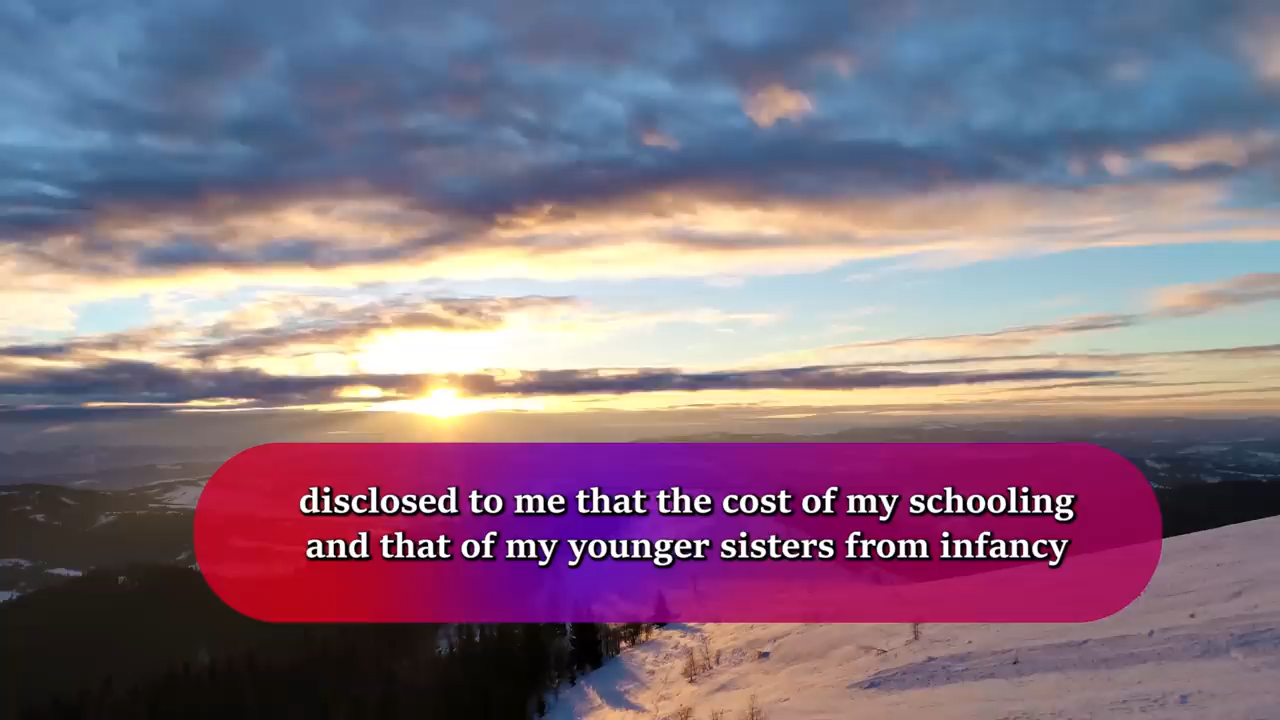 disclosed to me that the cost of my schooling
and that of my younger sisters from infancy